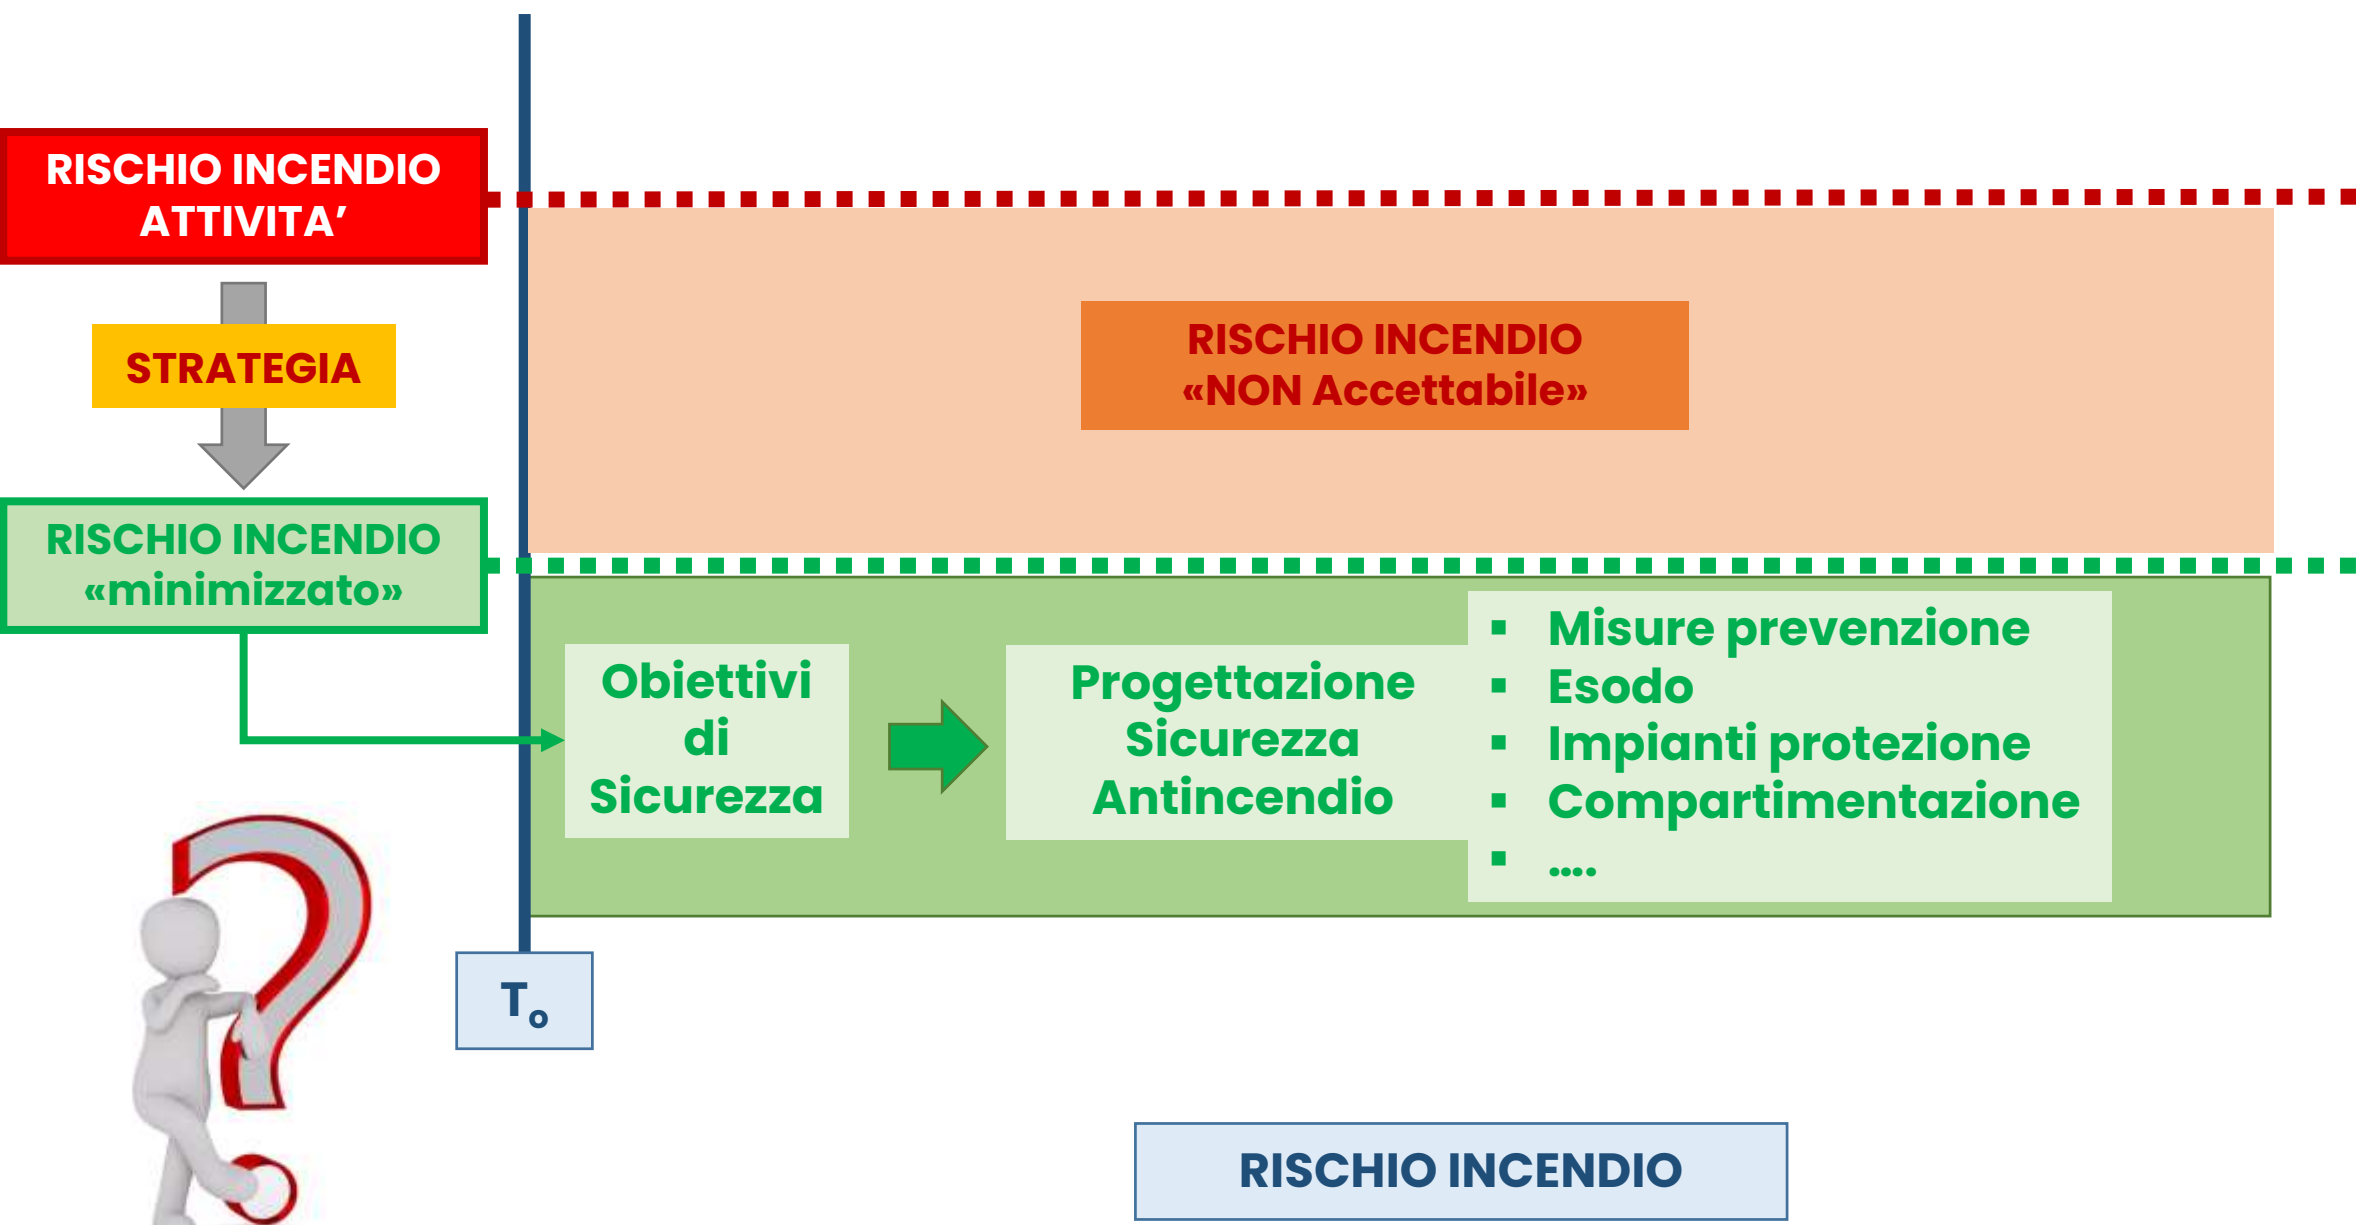 RISCHIO INCENDIO
ATTIVITA’
STRATEGIA
RISCHIO INCENDIO
«minimizzato»
RISCHIO INCENDIO
«NON Accettabile»
Obiettivi
di
Sicurezza
Progettazione
Sicurezza
Antincendio
▪ Misure prevenzione
▪ Esodo
▪ Impianti protezione
▪ Compartimentazione
▪ ….
To
RISCHIO INCENDIO